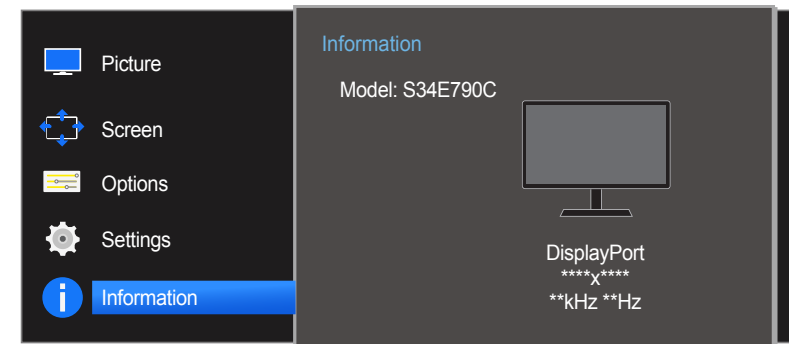 Picture
Screen
Options
Settings
Information
Information
Model: S34E790C
DisplayPort
****x****
**kHz **Hz